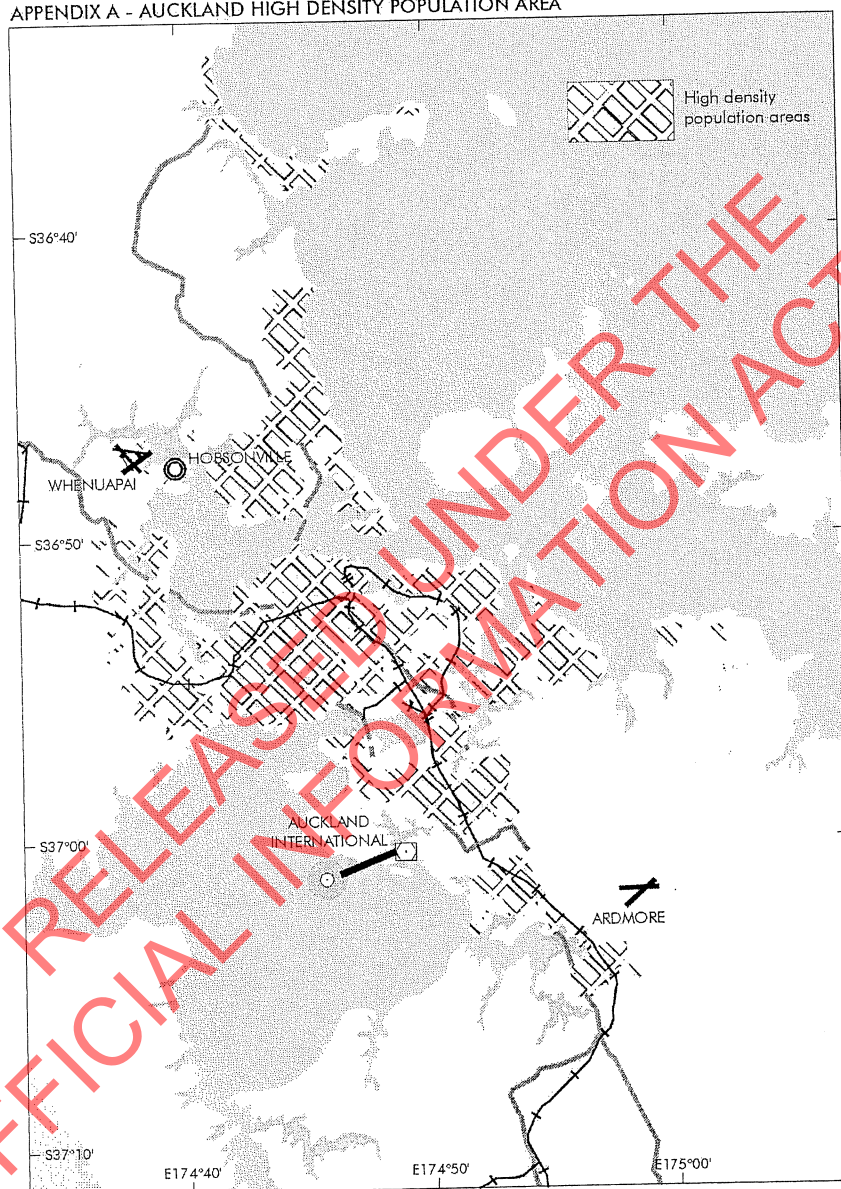 APPENDIX A - AUCKLAND HIGH DENSITY POPULATION AREA
High density
population areas
S36°40'
HOBSONVILLE
WHENUAPAI
S36°50'
AUCKLAND
INTERNATIONAL
S37°00'
ARDMORE
S37°10'
E174°40'
E174°50'
E175°00'
RELEASED UNDER THE
OFFICIAL INFORMATION ACT